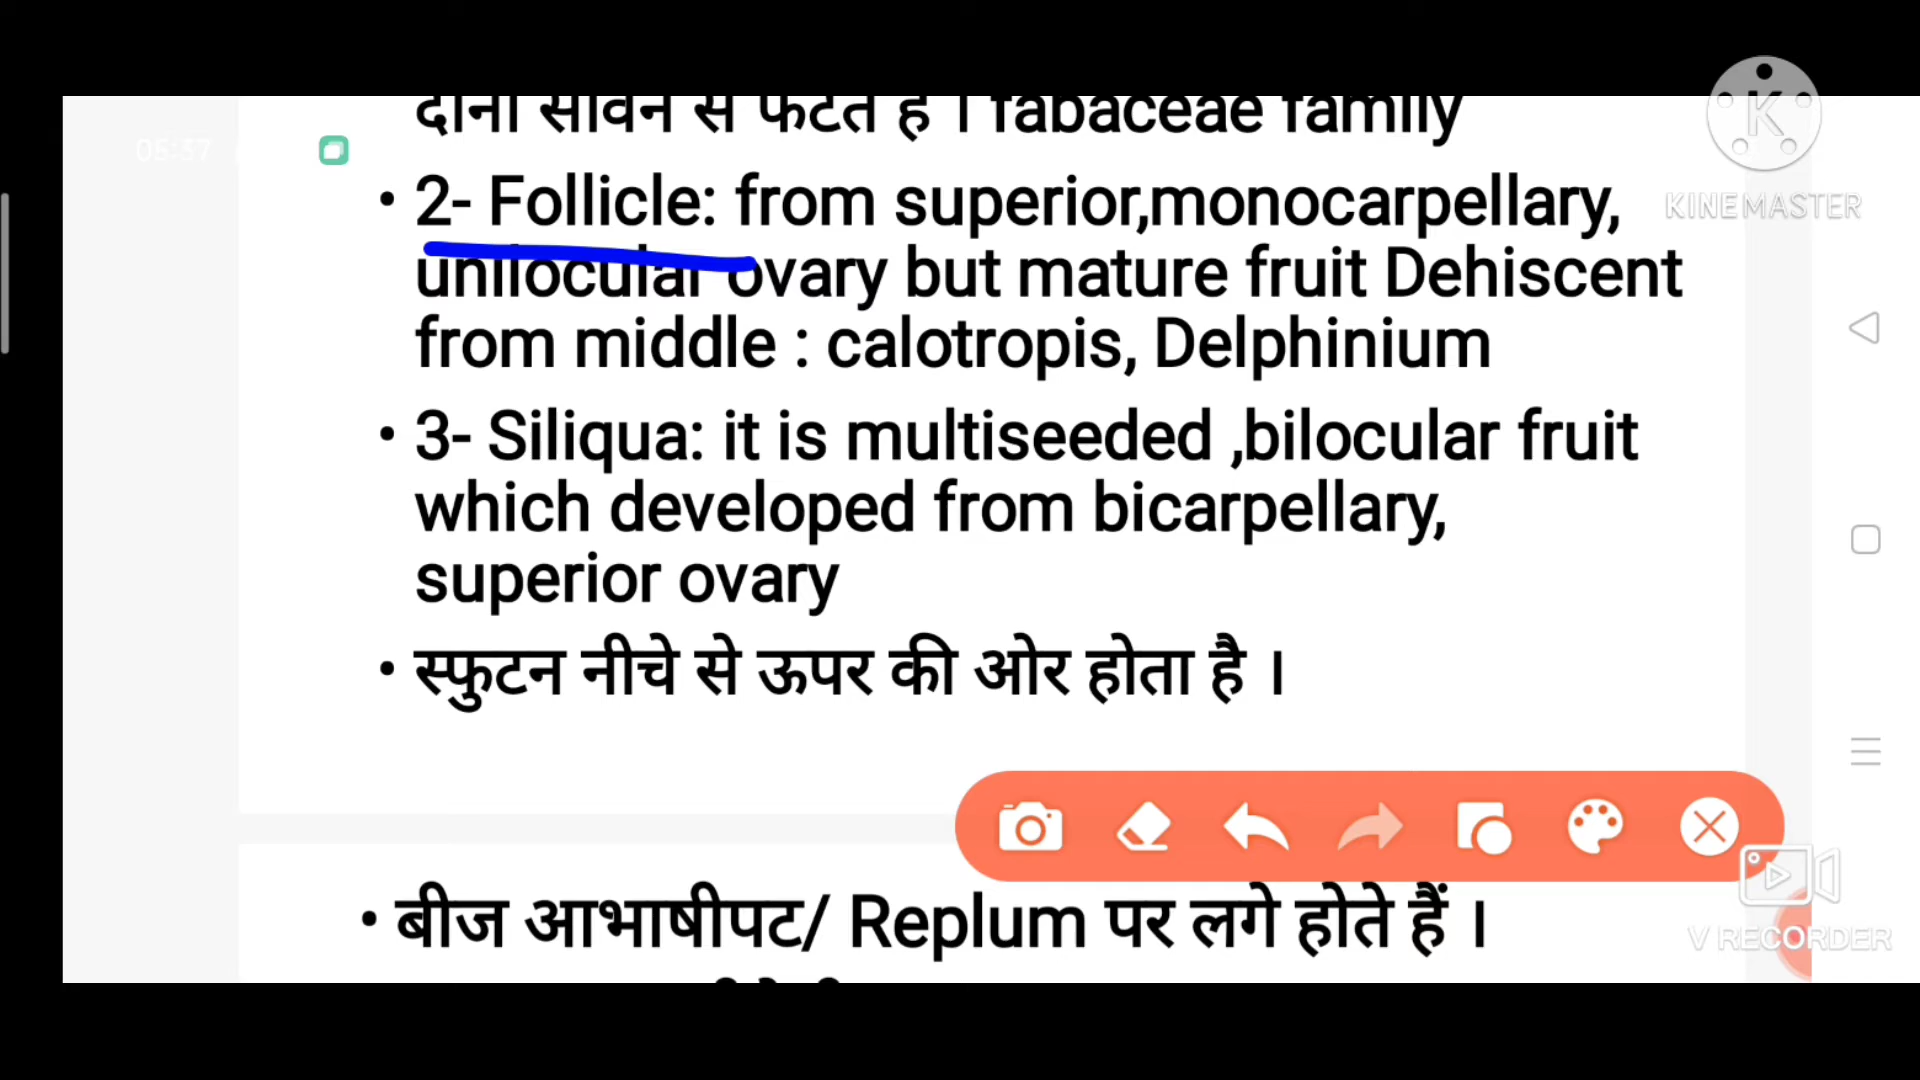 दोनों सीवन से फटते है । fabaceae family
05:37
• 2- Follicle: from superior,monocarpellary,
unilocular ovary but mature fruit Dehiscent
from middle : calotropis, Delphinium
• 3- Siliqua: it is multiseeded ,bilocular fruit
which developed from bicarpellary,
superior ovary
• स्फुटन नीचे से ऊपर की ओर होता है ।
• बीज आभाषीपट/ Replum पर लगे होते हैं ।
K
KINEMASTER
V RECORDER